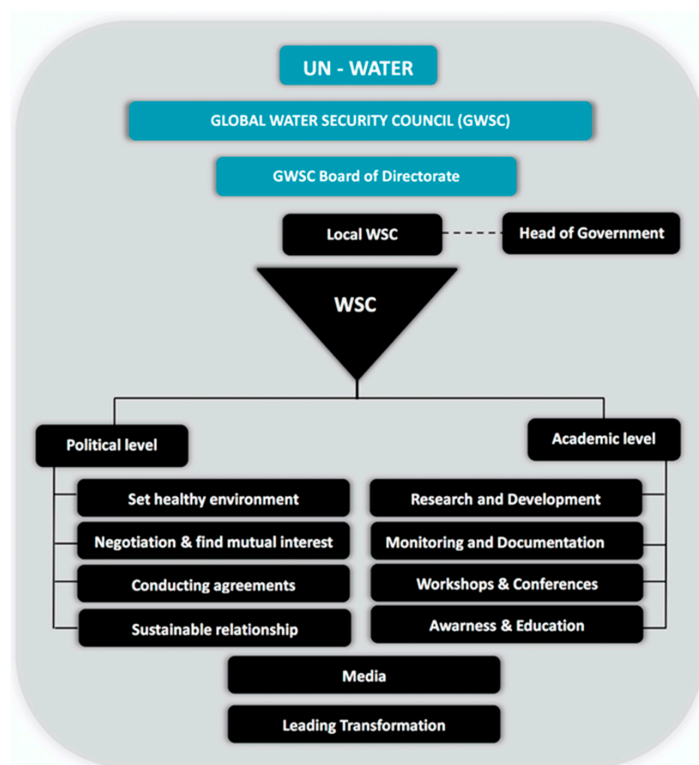 UN - WATER
GLOBAL WATER SECURITY COUNCIL (GWSC)
GWSC Board of Directorate
Local WSC
Head of Government
WSC
Political level
Academic level
Set healthy environment
Negotiation & find mutual interest
Conducting agreements
Sustainable relationship
Research and Development
Monitoring and Documentation
Workshops & Conferences
Awarness & Education
Media
Leading Transformation